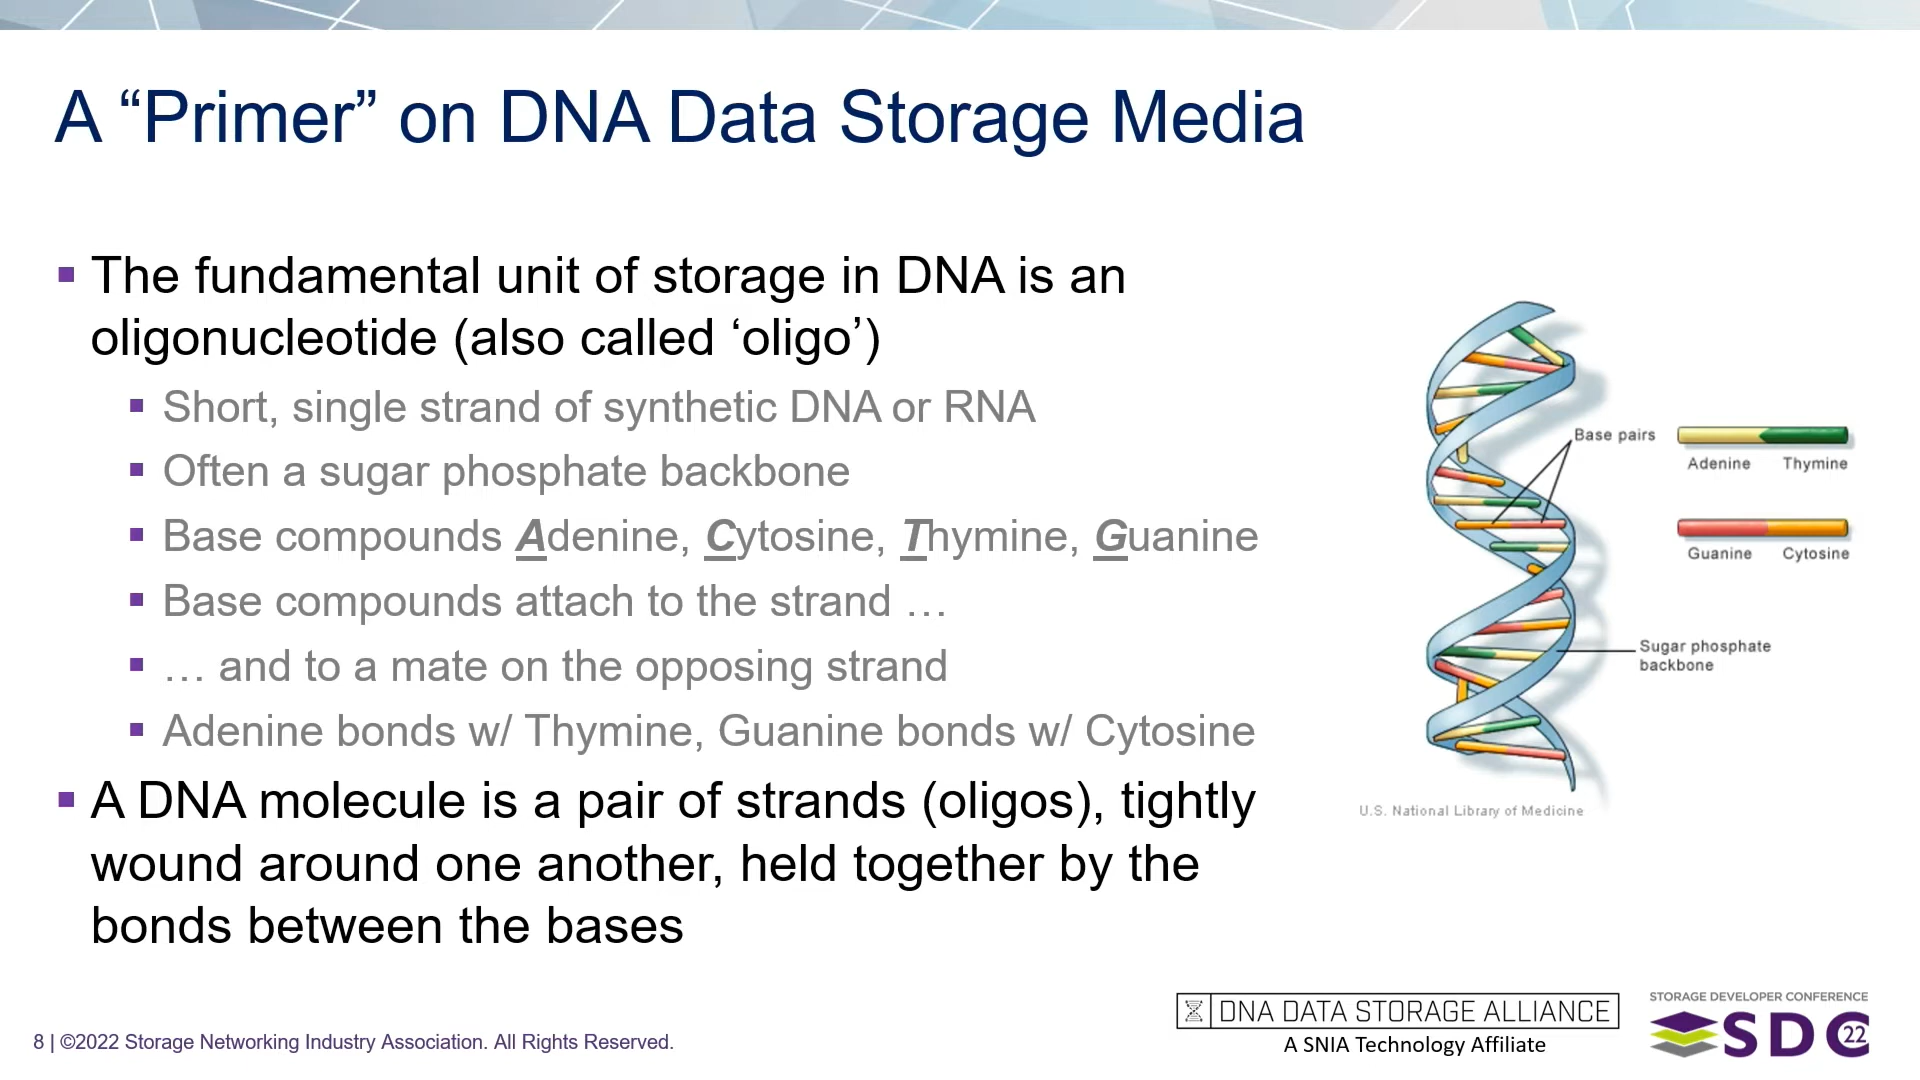 A “Primer” on DNA Data Storage Media
The fundamental unit of storage in DNA is an
oligonucleotide (also called ‘oligo’)
Short, single strand of synthetic DNA or RNA
Often a sugar phosphate backbone
Base compounds Adenine, Cytosine, Thymine, Guanine
Base compounds attach to the strand …
… and to a mate on the opposing strand
Adenine bonds w/ Thymine, Guanine bonds w/ Cytosine
A DNA molecule is a pair of strands (oligos), tightly
wound around one another, held together by the
bonds between the bases
Base pairs
Adenine Thymine
Guanine Cytosine
Sugar phosphate
backbone
U.S. National Library of Medicine
8 | ©2022 Storage Networking Industry Association. All Rights Reserved.
DNA DATA STORAGE ALLIANCE
A SNIA Technology Affiliate
STORAGE DEVELOPER CONFERENCE
SDC 22